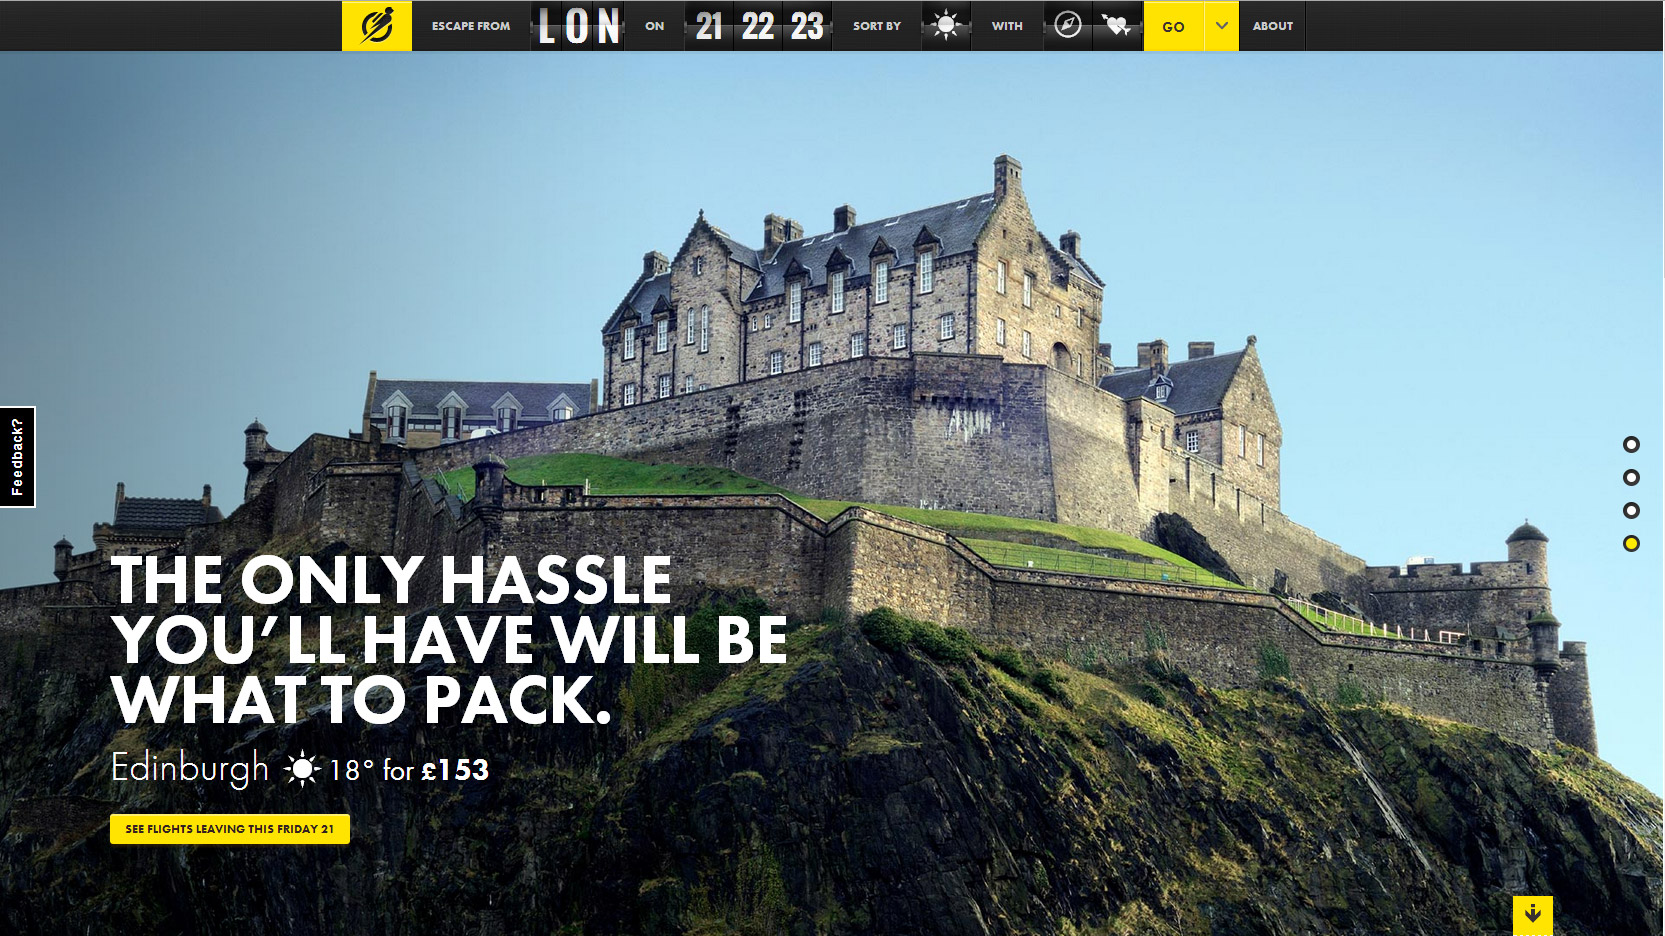 ESCAPE FROM LON ON 21 22 23 SORT BY WITH GO ABOUT
Feedback?
THE ONLY HASSLE
YOU'LL HAVE WILL BE
WHAT TO PACK.
Edinburgh 18° for £153
SEE FLIGHTS LEAVING THIS FRIDAY 21